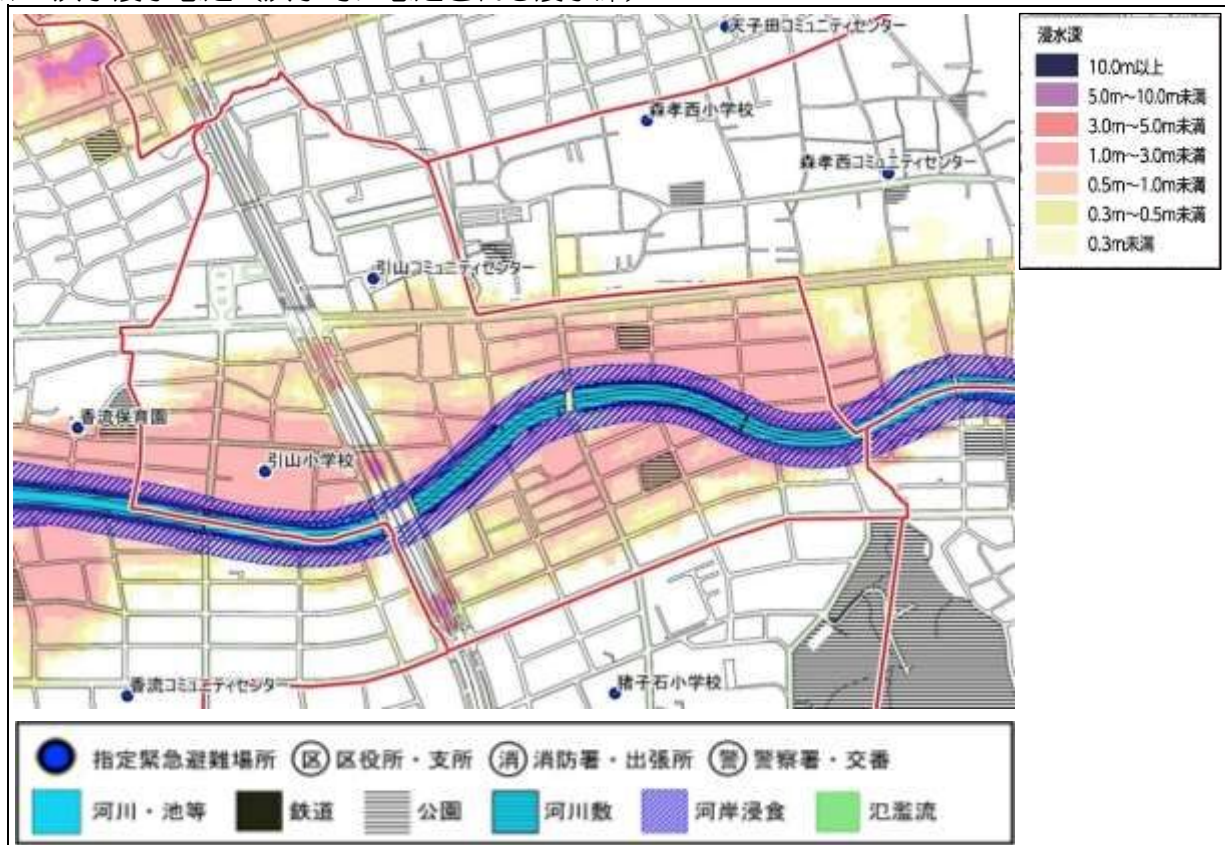 天子田コミュニティセンター
森孝西小学校
森孝西コミュニティセンター
引山コミュニティセンター
香流保育園
引山小学校
香流コミュニティセンター
猪子石小学校
浸水深
10.0m以上
5.0m～10.0m未満
3.0m～5.0m未満
1.0m～3.0m未満
0.5m～1.0m未満
0.3m～0.5m未満
0.3m未満
指定緊急避難場所 区 区役所・支所 消 消防署・出張所 警 警察署・交番
河川・池等 鉄道 公園 河川敷 河岸浸食 氾濫流